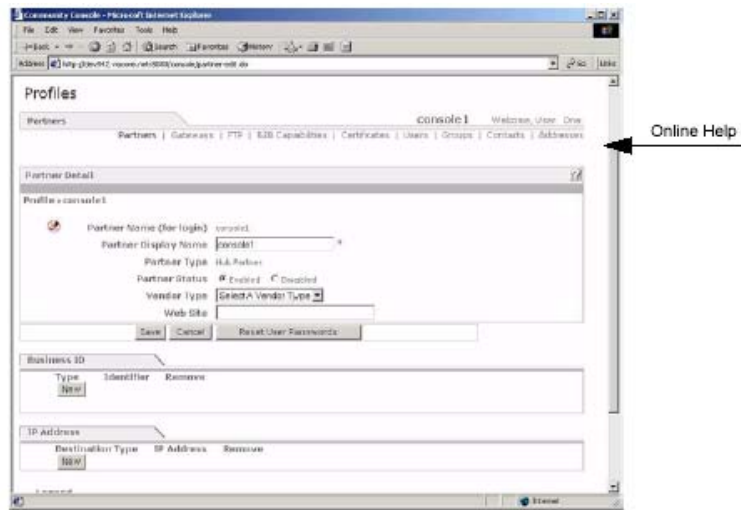 Community Console - Microsoft Internet Explorer
File Edit View Favorites Tools Help
Back Search Favorites History
Address Go Links
Profiles
Partners console1 Welcome, User One
Partners | Gateways | FTP | B2B Capabilities | Certificates | Users | Groups | Contacts | Addresses
Online Help
Partner Detail
Profile > console1
Partner Name (for login) console1
Partner Display Name console1 *
Partner Type Hub Partner
Partner Status Enabled Disabled
Vendor Type Select A Vendor Type
Web Site
Save Cancel Reset User Passwords
Business ID
Type Identifier Remove
New
IP Address
Destination Type IP Address Remove
New
Internet